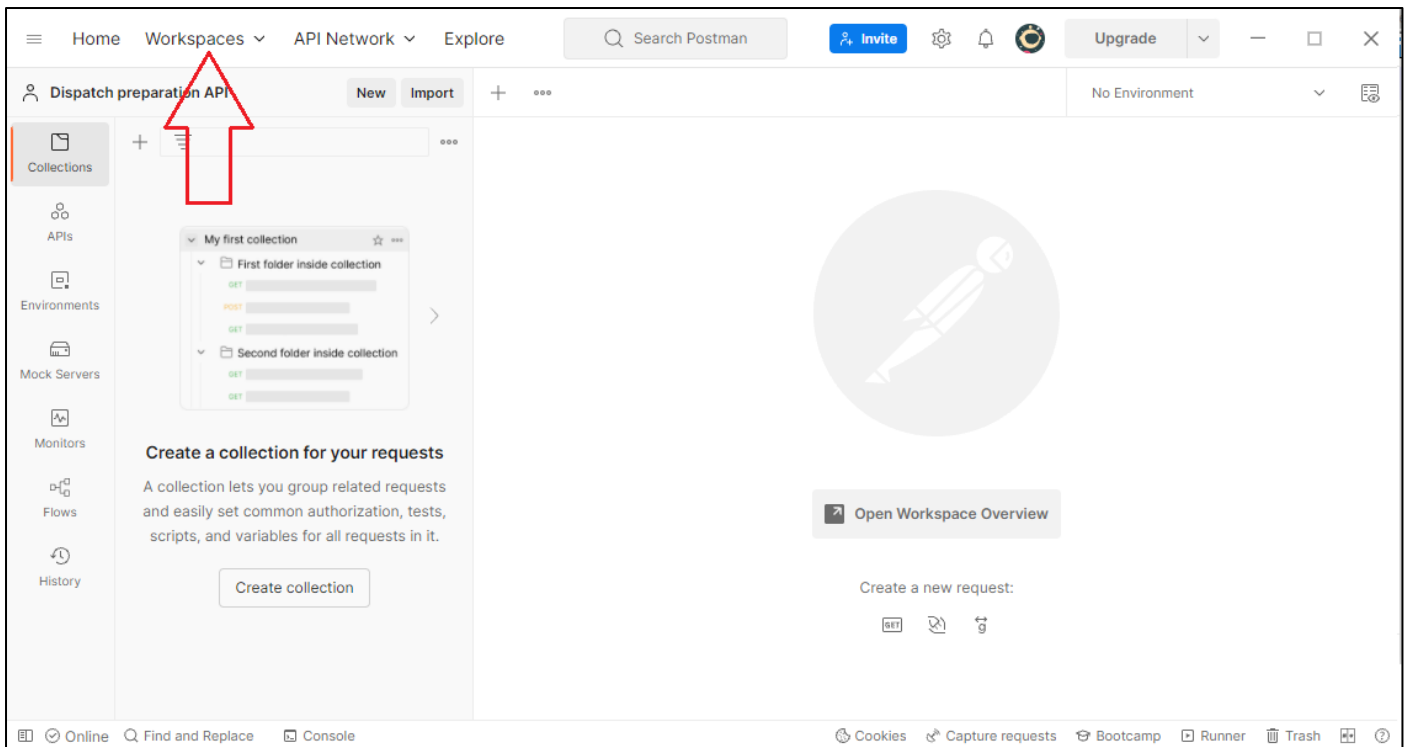 Home Workspaces API Network Explore Search Postman Invite Upgrade
Dispatch preparation API New Import No Environment
Collections
APIs
Environments
Mock Servers
Monitors
Flows
History
My first collection
First folder inside collection
GET
POST
GET
Second folder inside collection
GET
GET
Create a collection for your requests
A collection lets you group related requests
and easily set common authorization, tests,
scripts, and variables for all requests in it.
Create collection
Open Workspace Overview
Create a new request:
GET
Online Find and Replace Console Cookies Capture requests Bootcamp Runner Trash